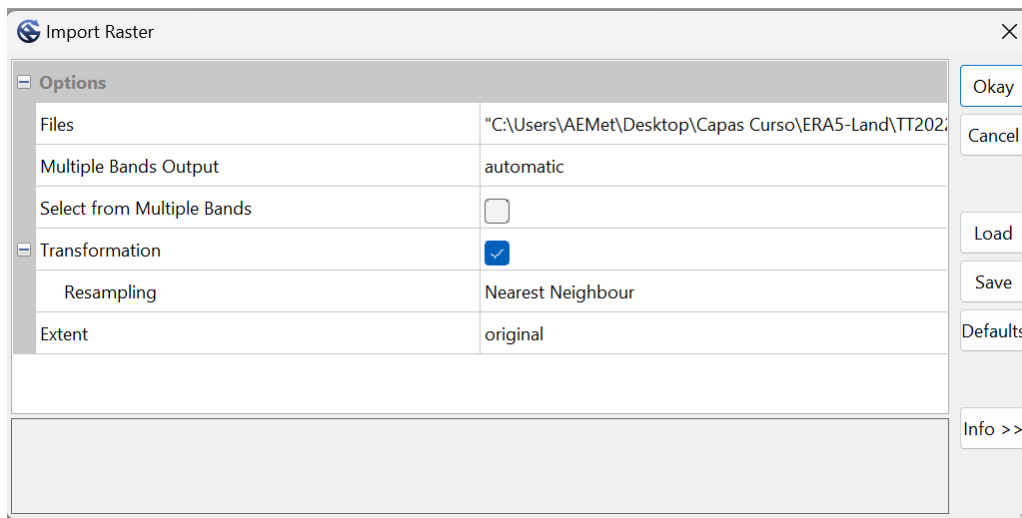 Import Raster
Options
Okay
Files "C:\Users\AEMet\Desktop\Capas Curso\ERA5-Land\TT2022
Cancel
Multiple Bands Output automatic
Select from Multiple Bands
Load
Transformation
Save
Resampling Nearest Neighbour
Defaults
Extent original
Info >>